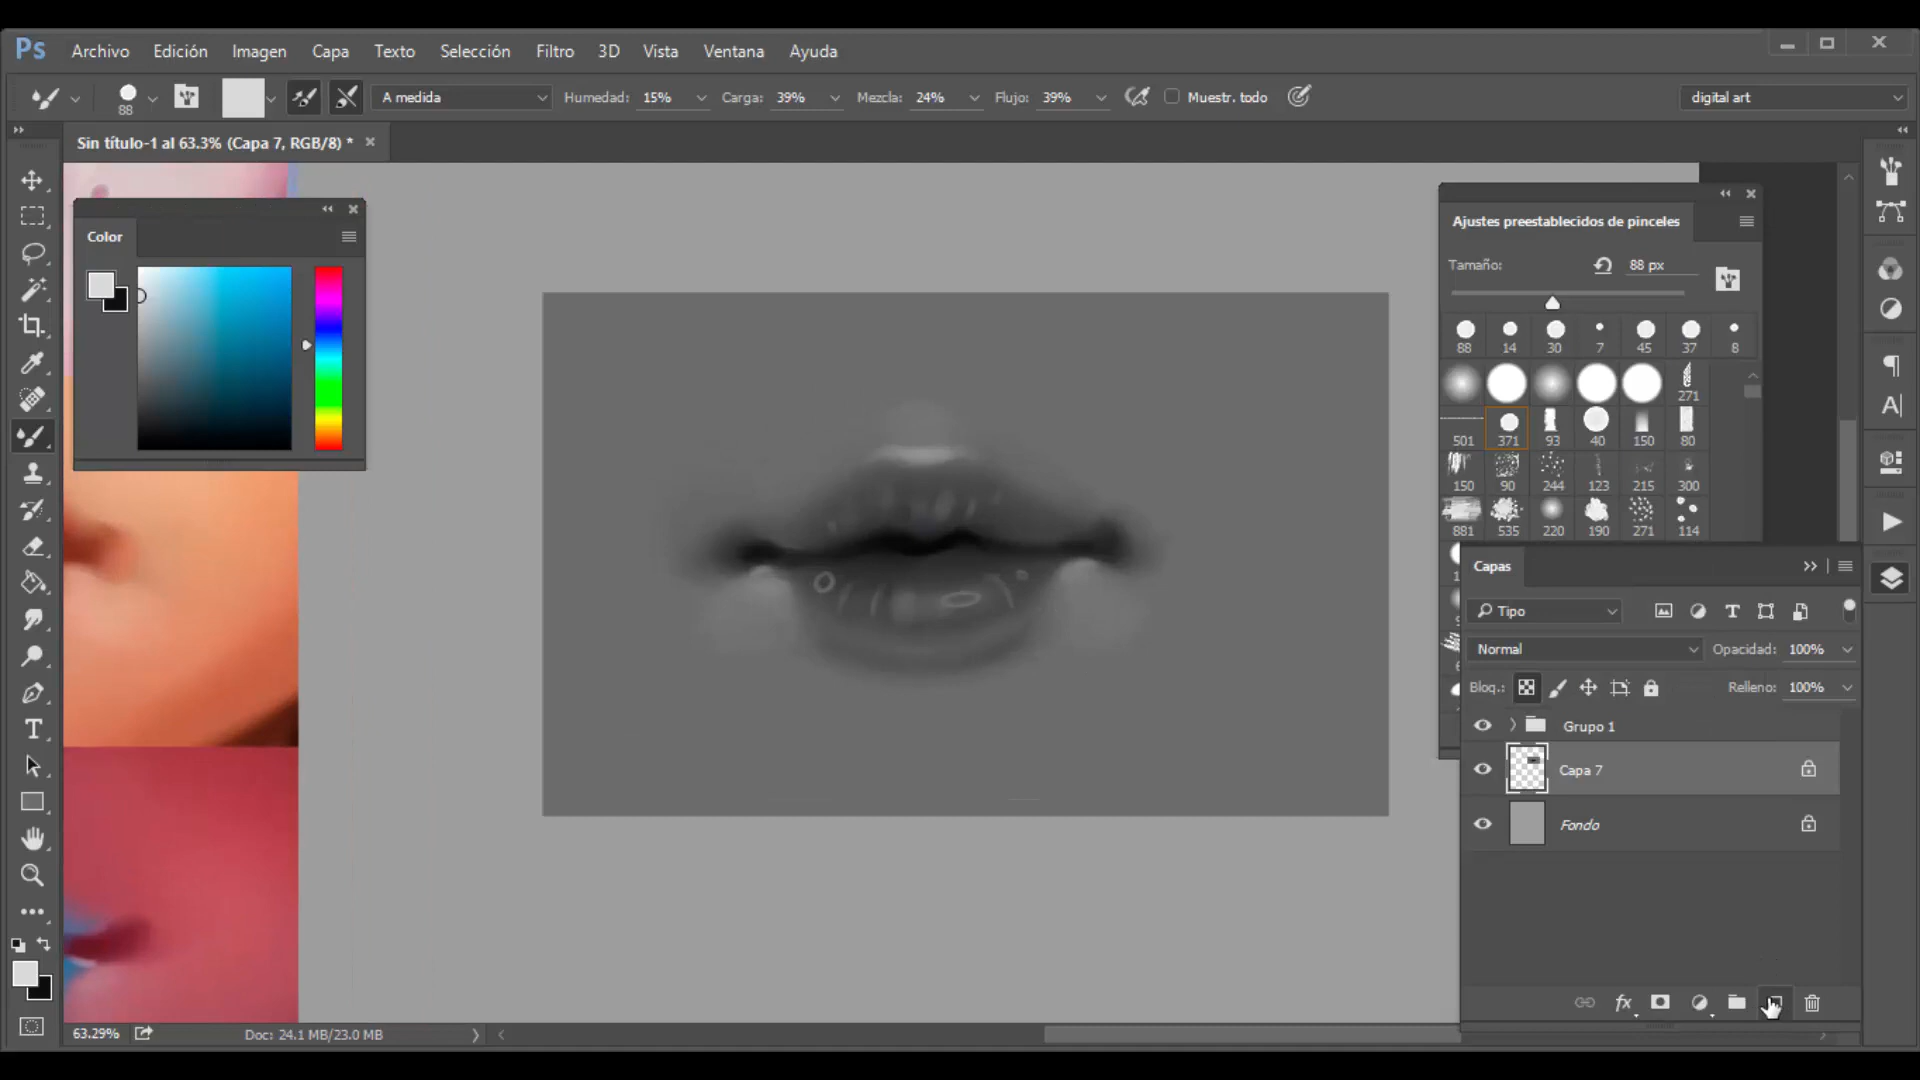 Ps Archivo Edición Imagen Capa Texto Selección Filtro 3D Vista Ventana Ayuda
88 A medida Humedad: 15% Carga: 39% Mezcla: 24% Flujo: 39% Muestr. todo digital art
Sin título-1 al 63.3% (Capa 7, RGB/8) *
Color
Ajustes preestablecidos de pinceles
Tamaño: 88 px
88 14 30 7 45 37 8
271
501 371 93 40 150 80
150 90 244 123 215 300
881 535 220 190 271 114
Capas
Tipo
Normal Opacidad: 100%
Bloq.: Relleno: 100%
Grupo 1
Capa 7
Fondo
fx
63.29% Doc: 24.1 MB/23.0 MB